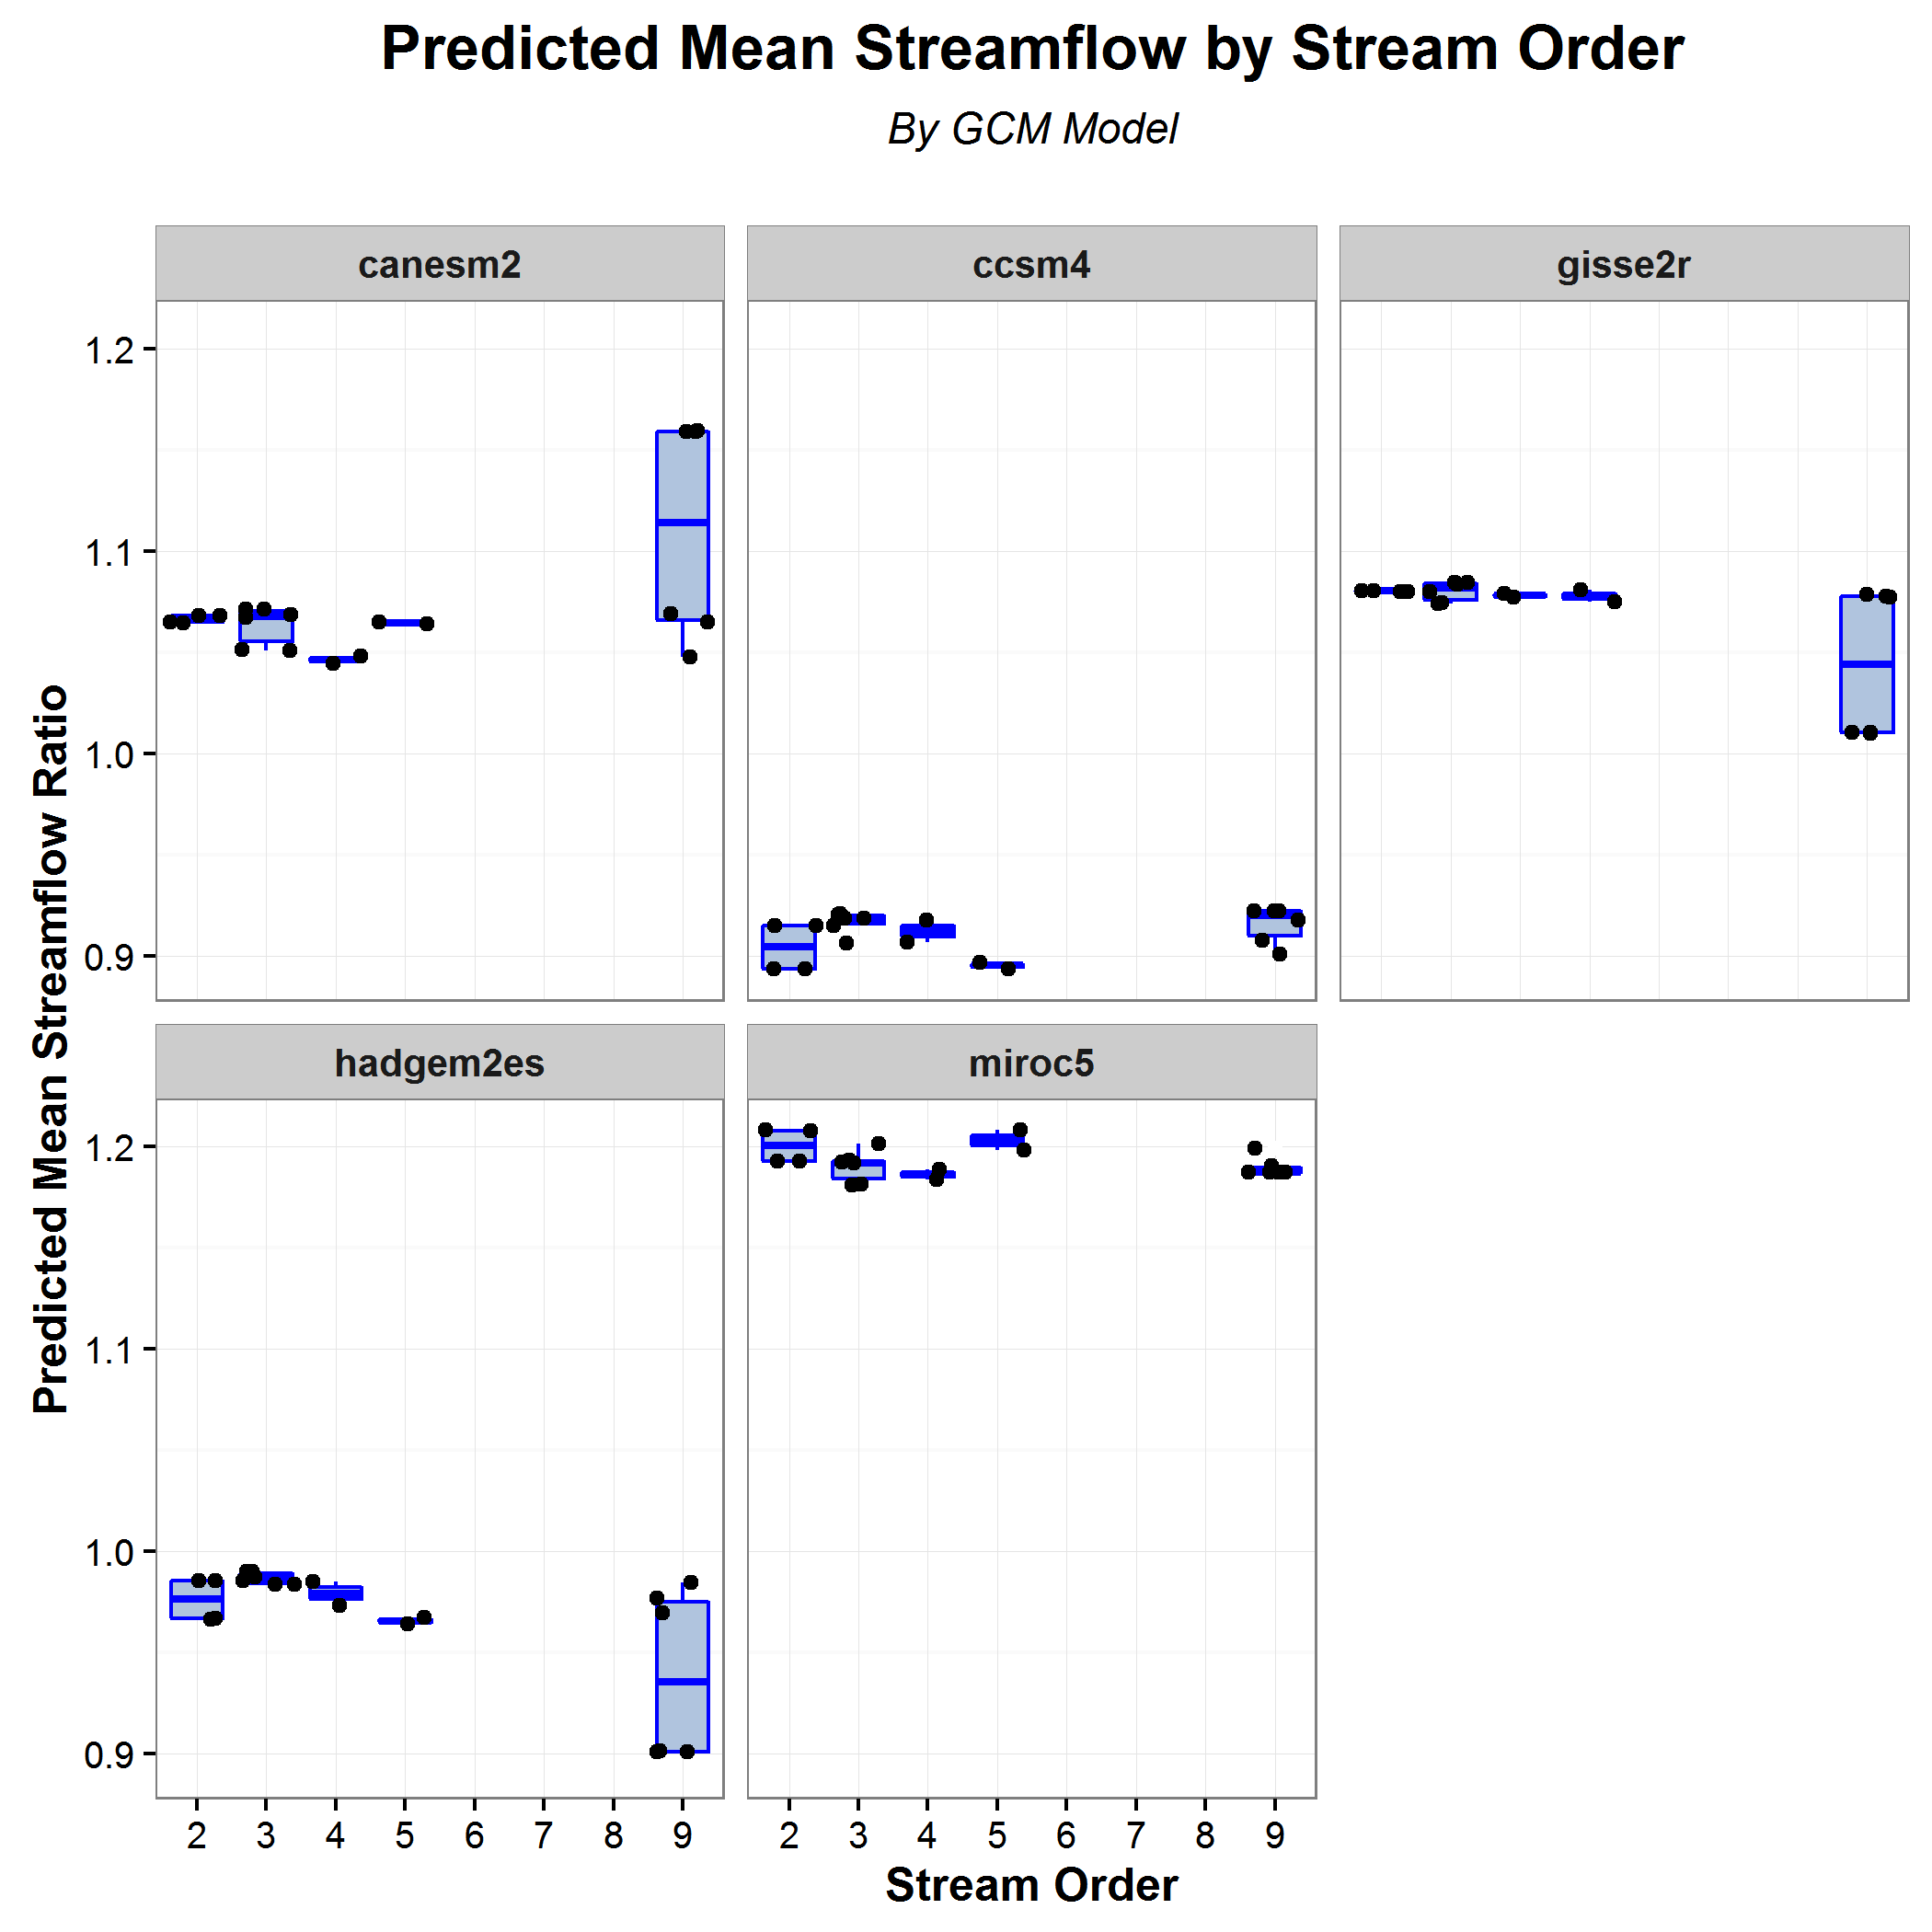 Predicted Mean Streamflow by Stream Order
By GCM Model
canesm2
ccsm4
gisse2r
1.2
1.1
1.0
0.9
Predicted Mean Streamflow Ratio
hadgem2es
miroc5
1.2
1.1
1.0
0.9
2 3 4 5 6 7 8 9
2 3 4 5 6 7 8 9
Stream Order